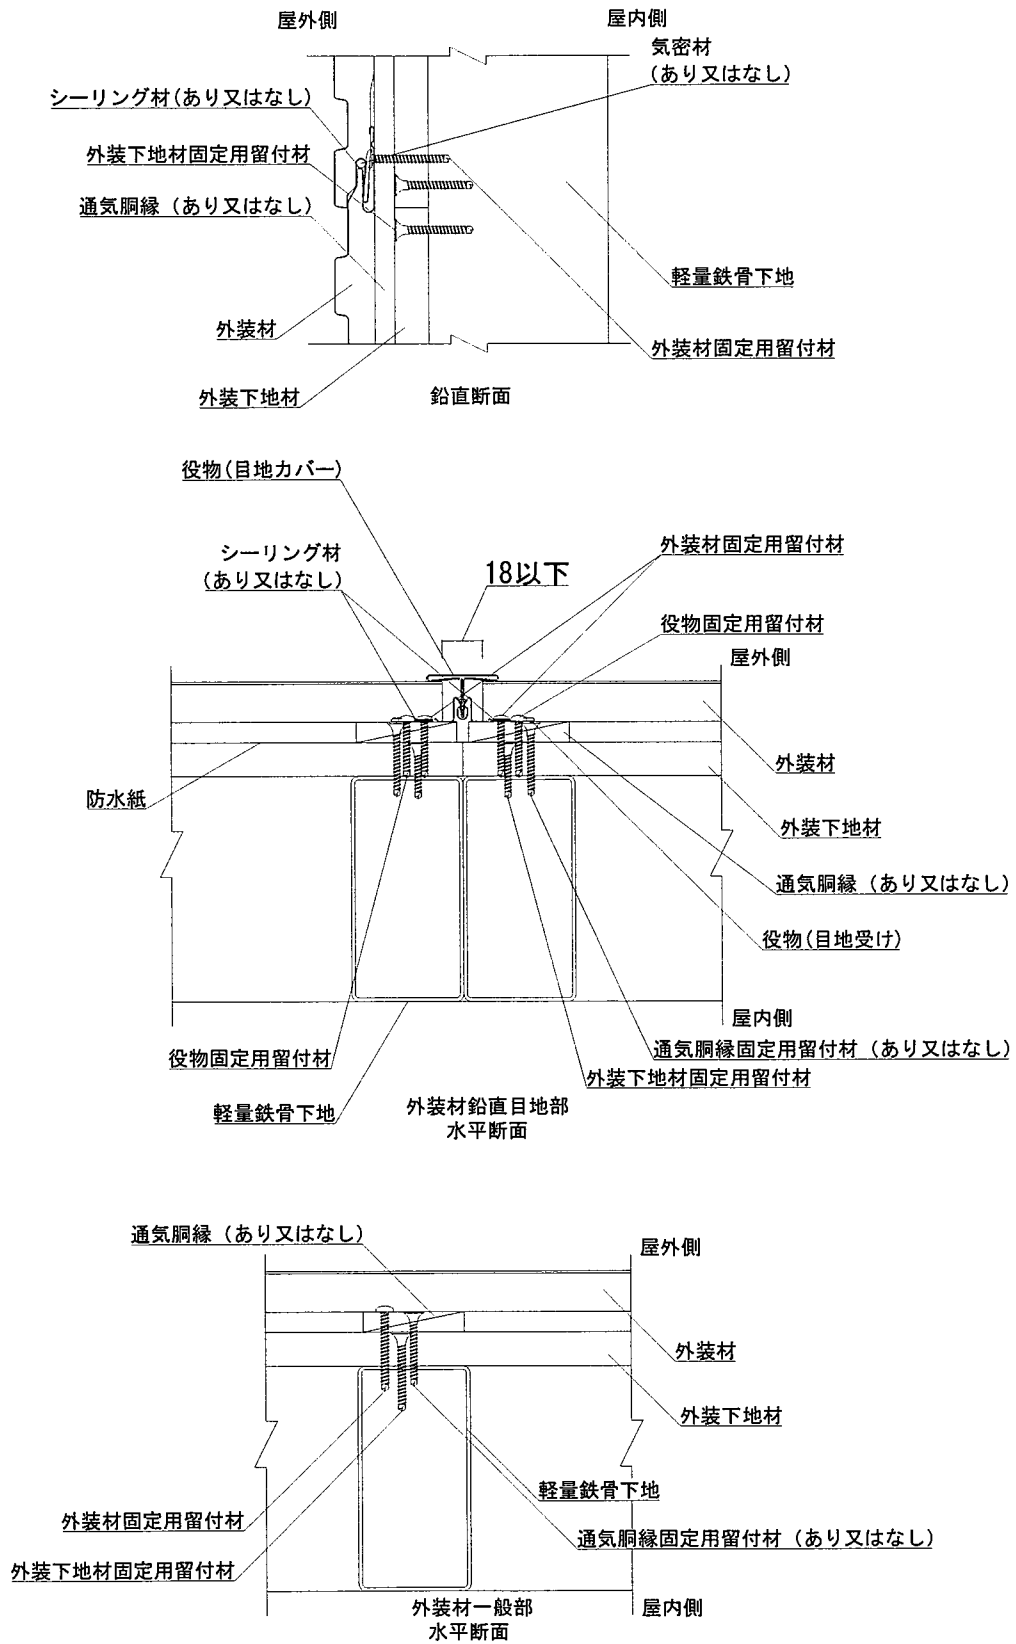 屋外側
屋内側
気密材
(あり又はなし)
シーリング材(あり又はなし)
外装下地材固定用留付材
通気胴縁（あり又はなし)
軽量鉄骨下地
外装材
外装材固定用留付材
外装下地材
鉛直断面
役物(目地カバー)
シーリング材
(あり又はなし)
18以下
外装材固定用留付材
役物固定用留付材
屋外側
外装材
防水紙
外装下地材
通気胴縁（あり又はなし)
役物(目地受け)
屋内側
役物固定用留付材
通気胴縁固定用留付材（あり又はなし)
外装下地材固定用留付材
軽量鉄骨下地
外装材鉛直目地部
水平断面
通気胴縁（あり又はなし)
屋外側
外装材
外装下地材
軽量鉄骨下地
外装材固定用留付材
通気胴縁固定用留付材（あり又はなし)
外装下地材固定用留付材
外装材一般部
水平断面
屋内側